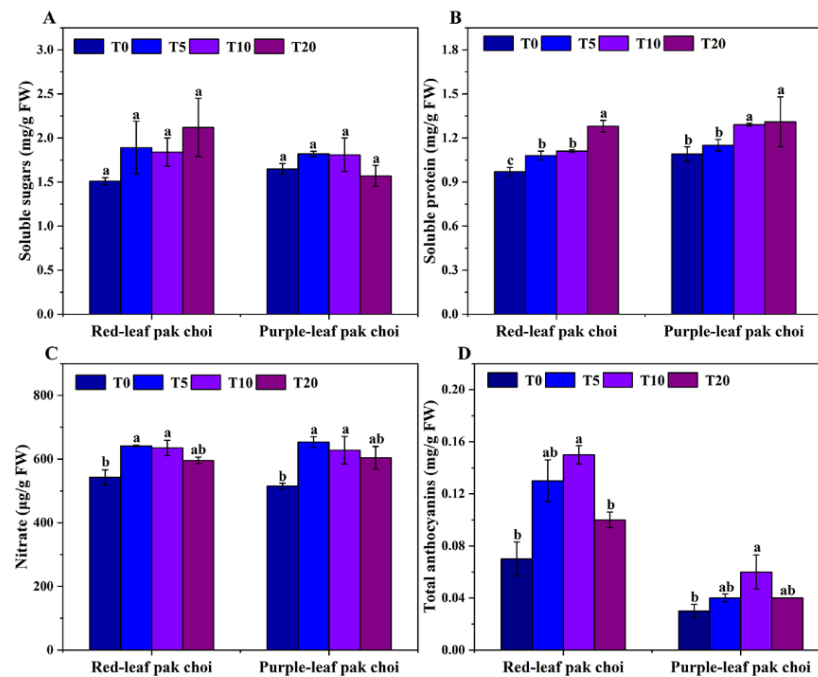 A
T0 T5 T10 T20
3.0
2.5
2.0
1.5
1.0
0.5
0.0
Soluble sugars (mg/g FW)
a a a a a a a a
Red-leaf pak choi Purple-leaf pak choi
B
T0 T5 T10 T20
1.8
1.5
1.2
0.9
0.6
0.3
0.0
Soluble protein (mg/g FW)
c b b a b b a a
Red-leaf pak choi Purple-leaf pak choi
C
T0 T5 T10 T20
800
600
400
200
0
Nitrate (µg/g FW)
b a a ab b a a ab
Red-leaf pak choi Purple-leaf pak choi
D
T0 T5 T10 T20
0.20
0.16
0.12
0.08
0.04
0.00
Total anthocyanins (mg/g FW)
b ab a b b ab a ab
Red-leaf pak choi Purple-leaf pak choi